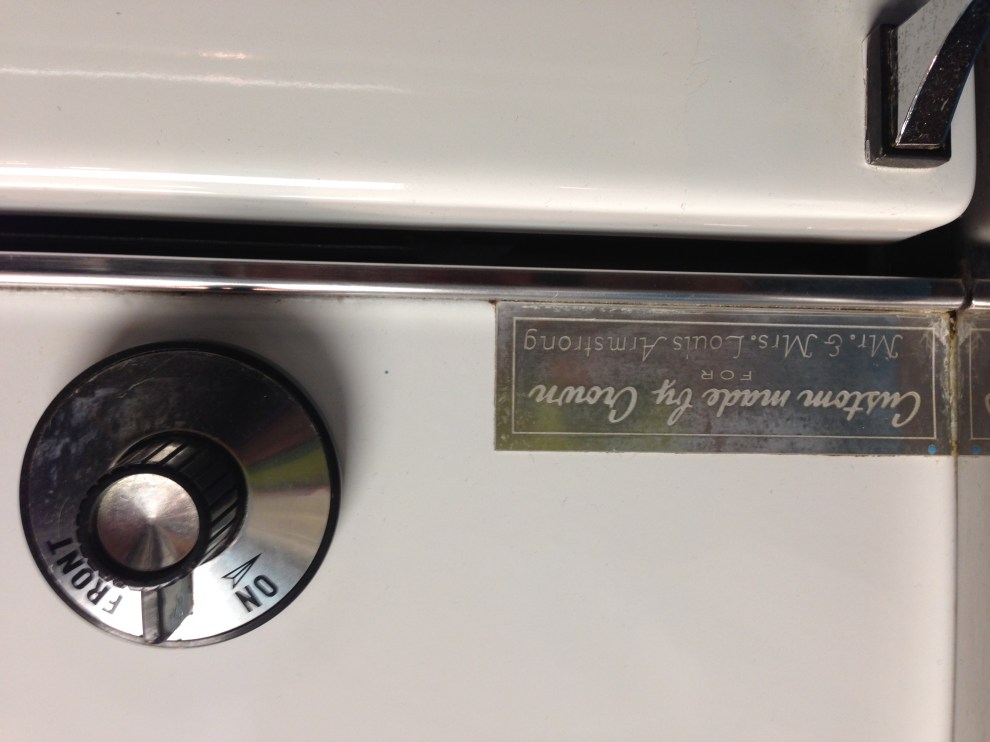 Custom made by Crown
FOR
Mr. & Mrs. Louis Armstrong
FRONT
ON